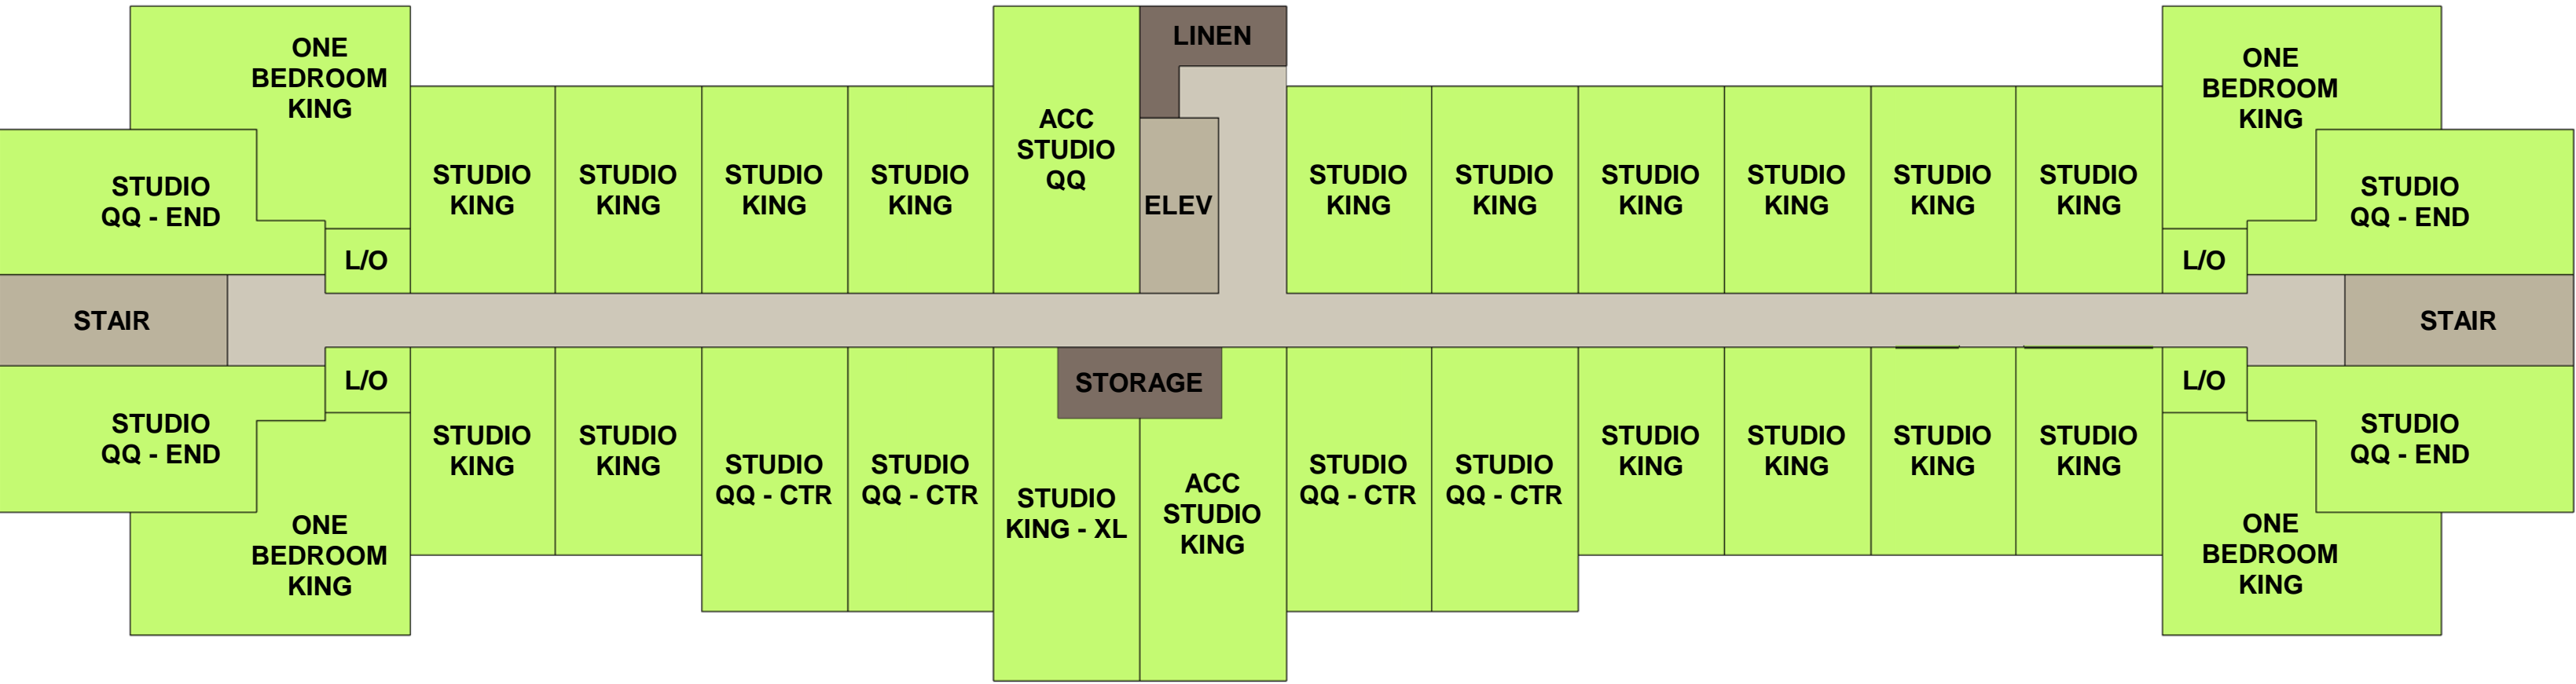 ONE
BEDROOM
KING
STUDIO
QQ - END
L/O
STUDIO
KING
STUDIO
KING
STUDIO
KING
STUDIO
KING
ACC
STUDIO
QQ
LINEN
ELEV
STUDIO
KING
STUDIO
KING
STUDIO
KING
STUDIO
KING
STUDIO
KING
STUDIO
KING
ONE
BEDROOM
KING
L/O
STUDIO
QQ - END
STAIR
STAIR
STUDIO
QQ - END
L/O
ONE
BEDROOM
KING
STUDIO
KING
STUDIO
KING
STUDIO
QQ - CTR
STUDIO
QQ - CTR
STUDIO
KING - XL
STORAGE
ACC
STUDIO
KING
STUDIO
QQ - CTR
STUDIO
QQ - CTR
STUDIO
KING
STUDIO
KING
STUDIO
KING
STUDIO
KING
L/O
ONE
BEDROOM
KING
STUDIO
QQ - END